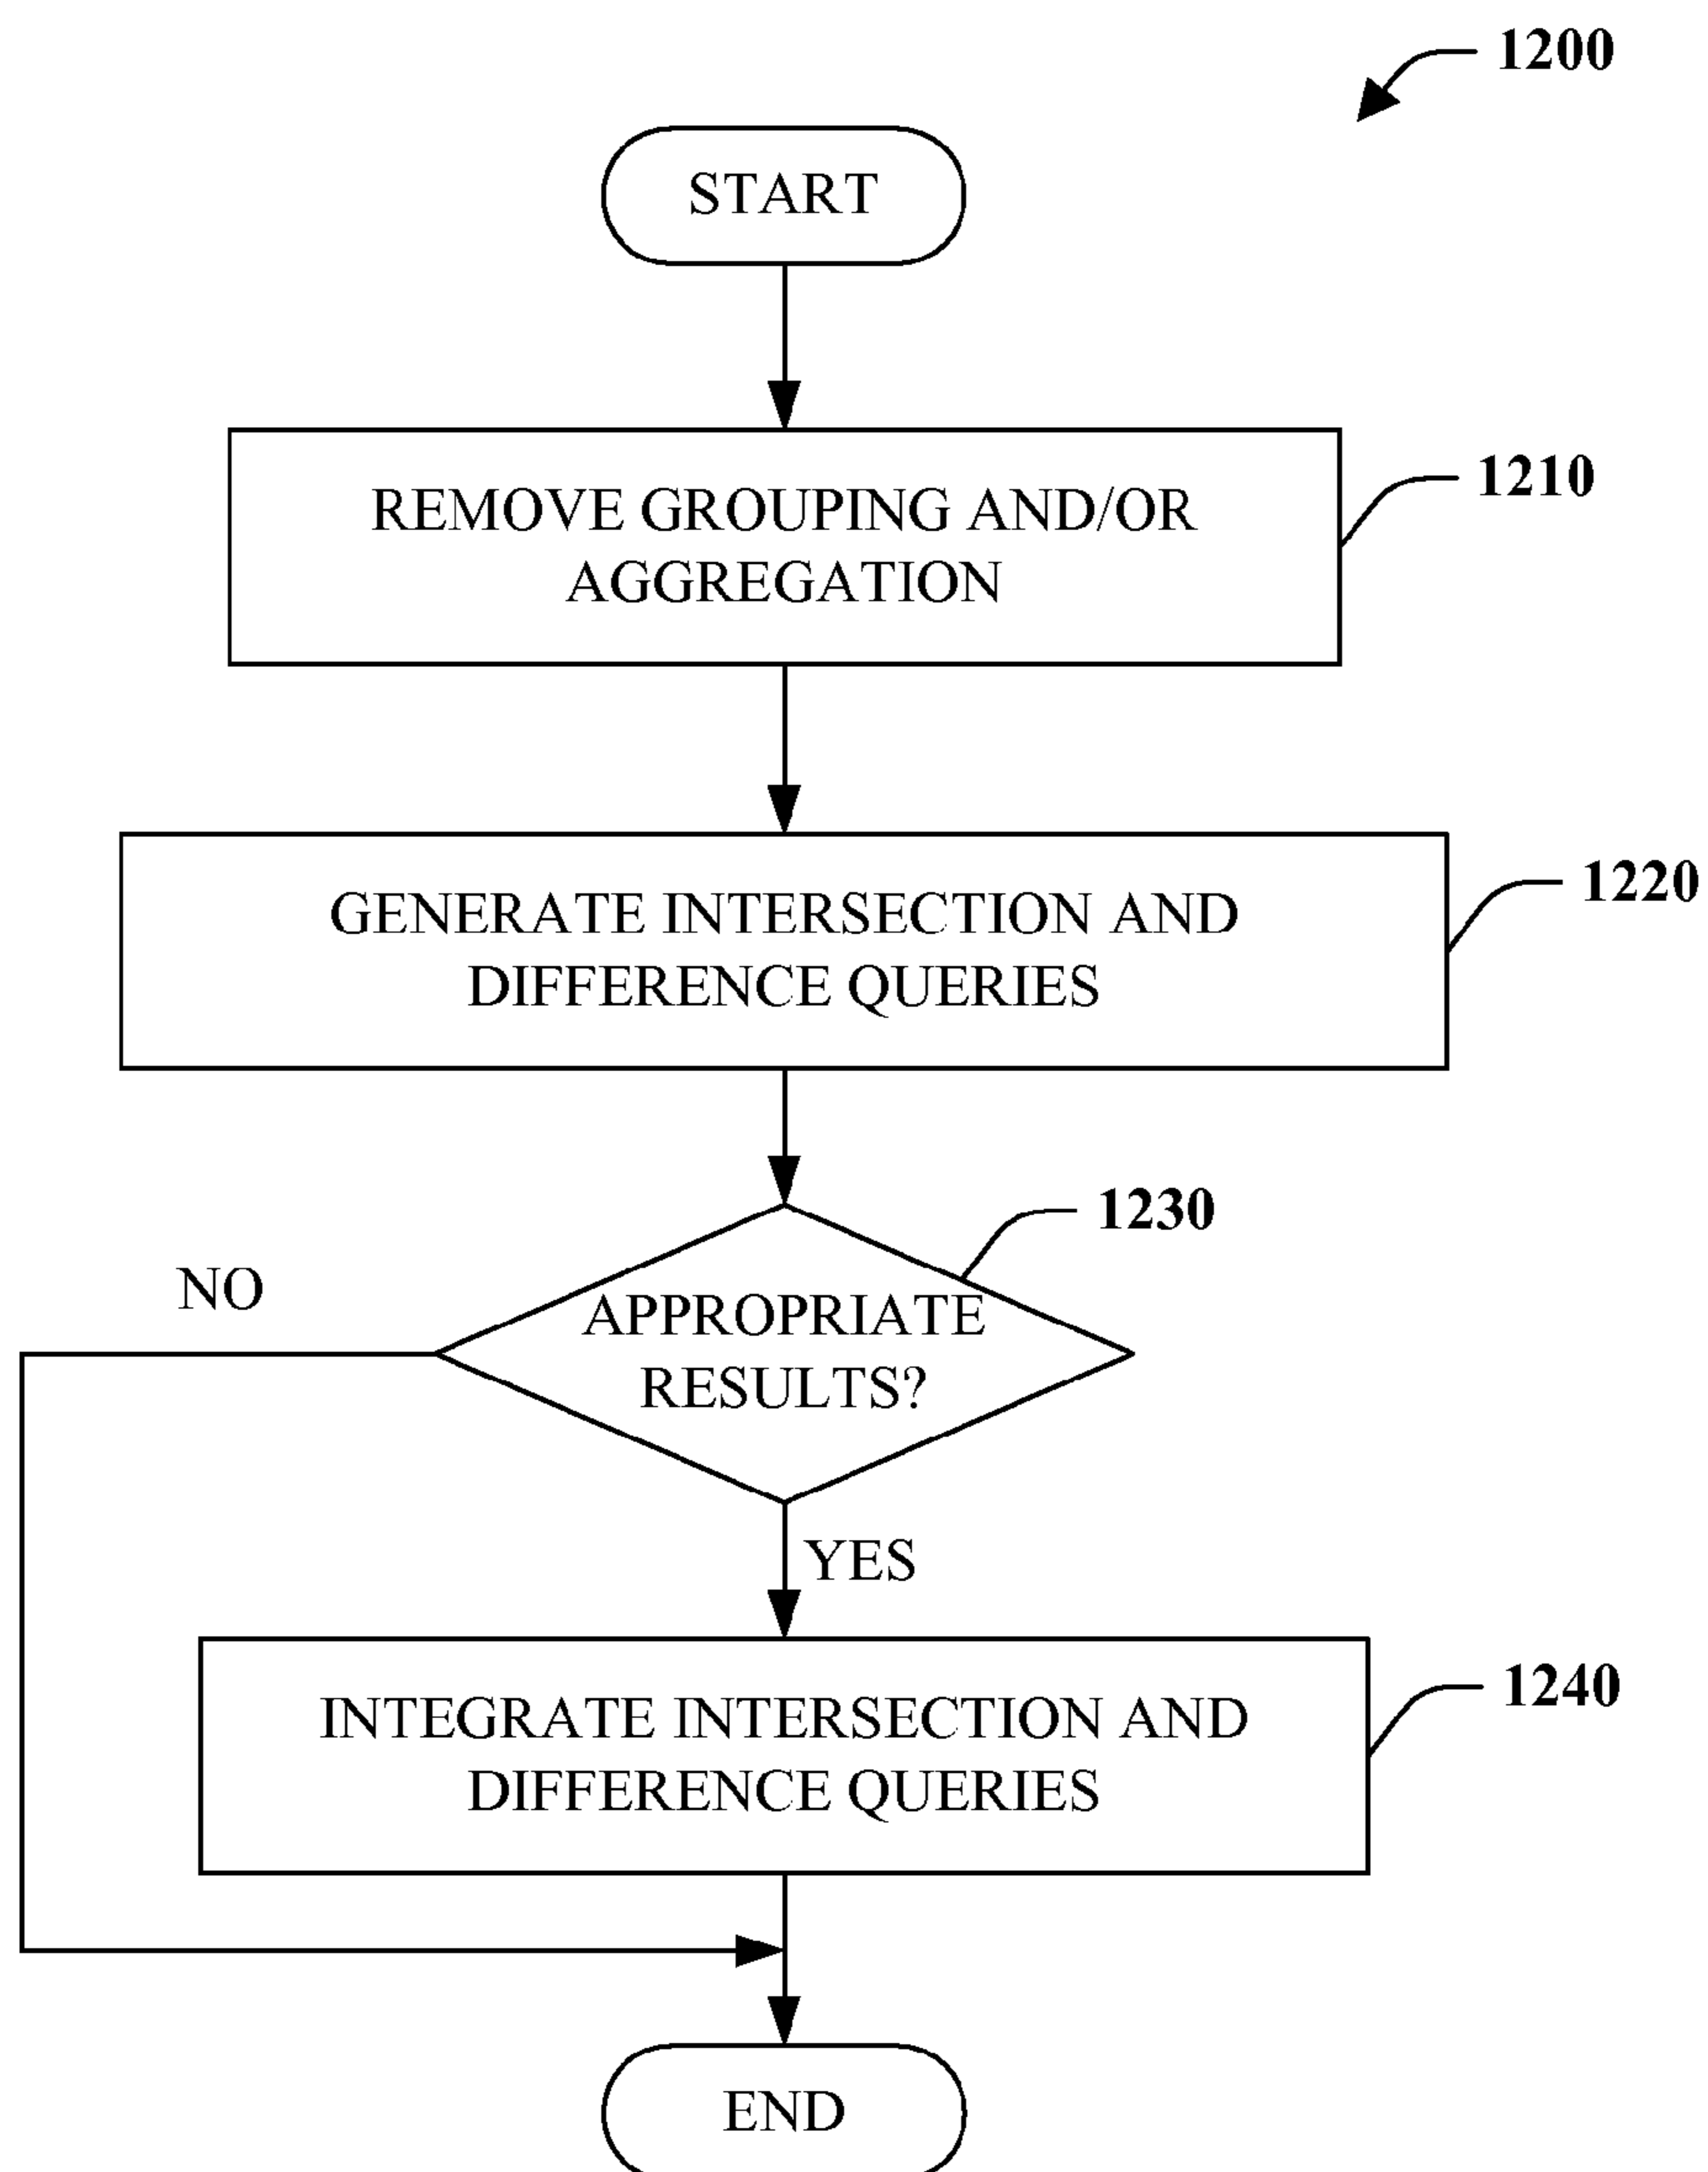 1200
START
REMOVE GROUPING AND/OR
AGGREGATION
1210
GENERATE INTERSECTION AND
DIFFERENCE QUERIES
1220
1230
NO
APPROPRIATE
RESULTS?
YES
INTEGRATE INTERSECTION AND
DIFFERENCE QUERIES
1240
END